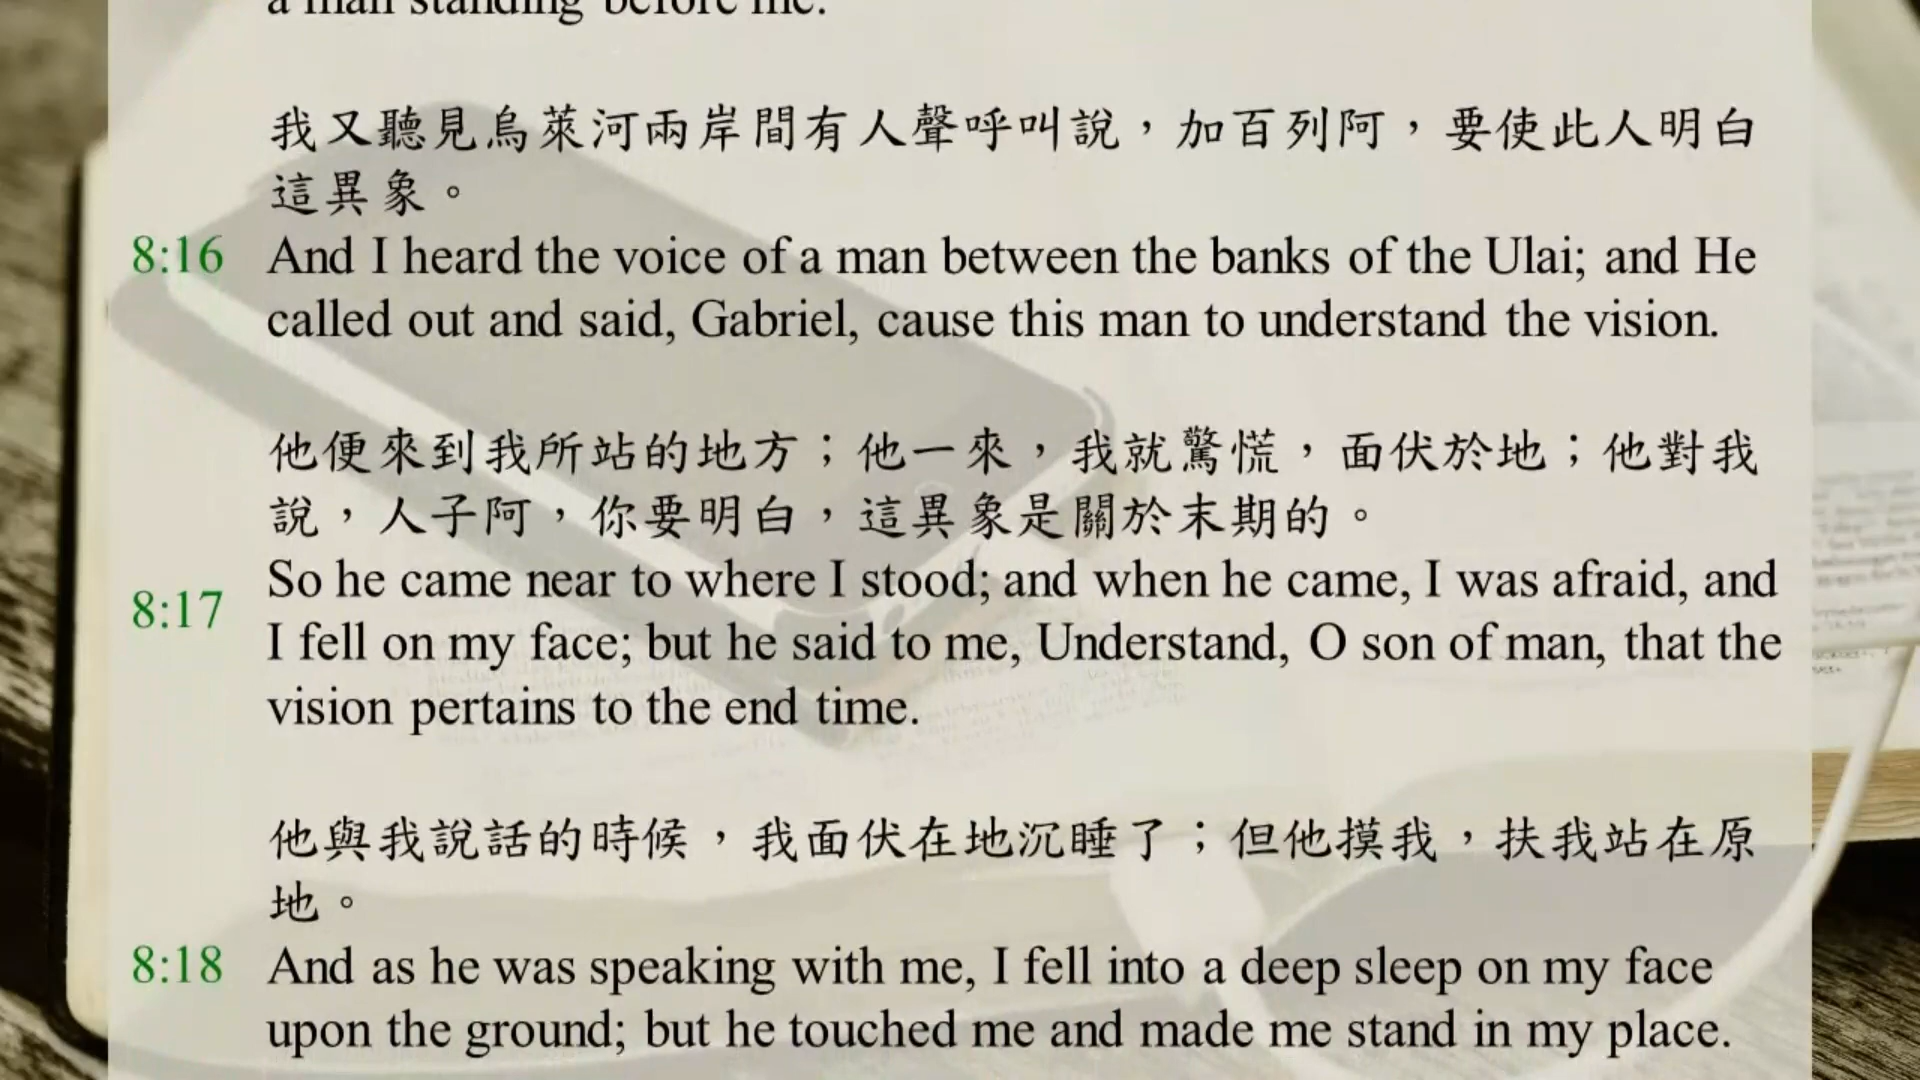 a man standing before me.
我又聽見烏萊河兩岸間有人聲呼叫說，加百列阿，要使此人明白
這異象。
8:16 And I heard the voice of a man between the banks of the Ulai; and He
called out and said, Gabriel, cause this man to understand the vision.
他便來到我所站的地方；他一來，我就驚慌，面伏於地；他對我
說，人子阿，你要明白，這異象是關於末期的。
So he came near to where I stood; and when he came, I was afraid, and
8:17 I fell on my face; but he said to me, Understand, O son of man, that the
vision pertains to the end time.
他與我說話的時候，我面伏在地沉睡了；但他摸我，扶我站在原
地。
8:18 And as he was speaking with me, I fell into a deep sleep on my face
upon the ground; but he touched me and made me stand in my place.